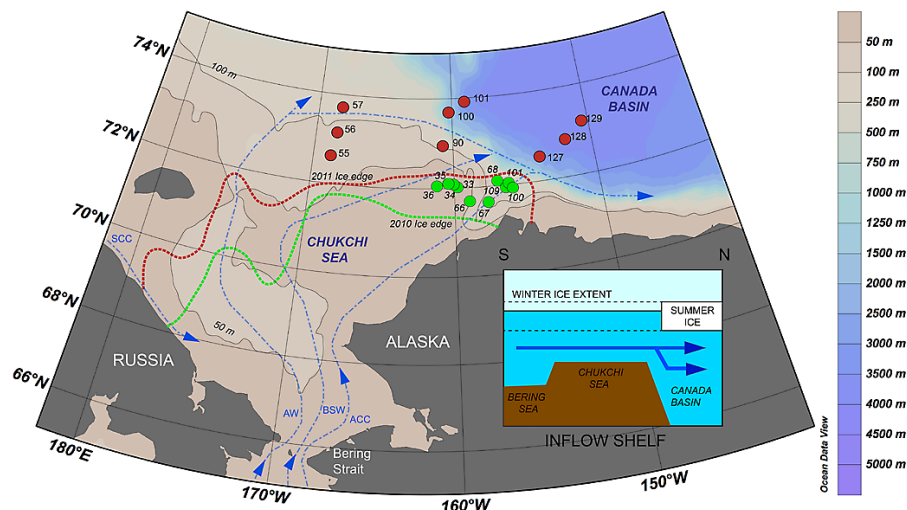 74°N
72°N
70°N
68°N
66°N
180°E
170°W
160°W
150°W
100 m
57
56
55
101
100
90
129
128
127
CANADA
BASIN
2011 Ice edge
35
36
34
33
66
68
101
109
67
100
2010 Ice edge
CHUKCHI
SEA
SCC
50 m
RUSSIA
ALASKA
AW
BSW
ACC
Bering
Strait
S
N
WINTER ICE EXTENT
SUMMER
ICE
CHUKCHI
SEA
BERING
SEA
CANADA
BASIN
INFLOW SHELF
50 m
100 m
250 m
500 m
750 m
1000 m
1250 m
1500 m
2000 m
2500 m
3000 m
3500 m
4000 m
4500 m
5000 m
Ocean Data View